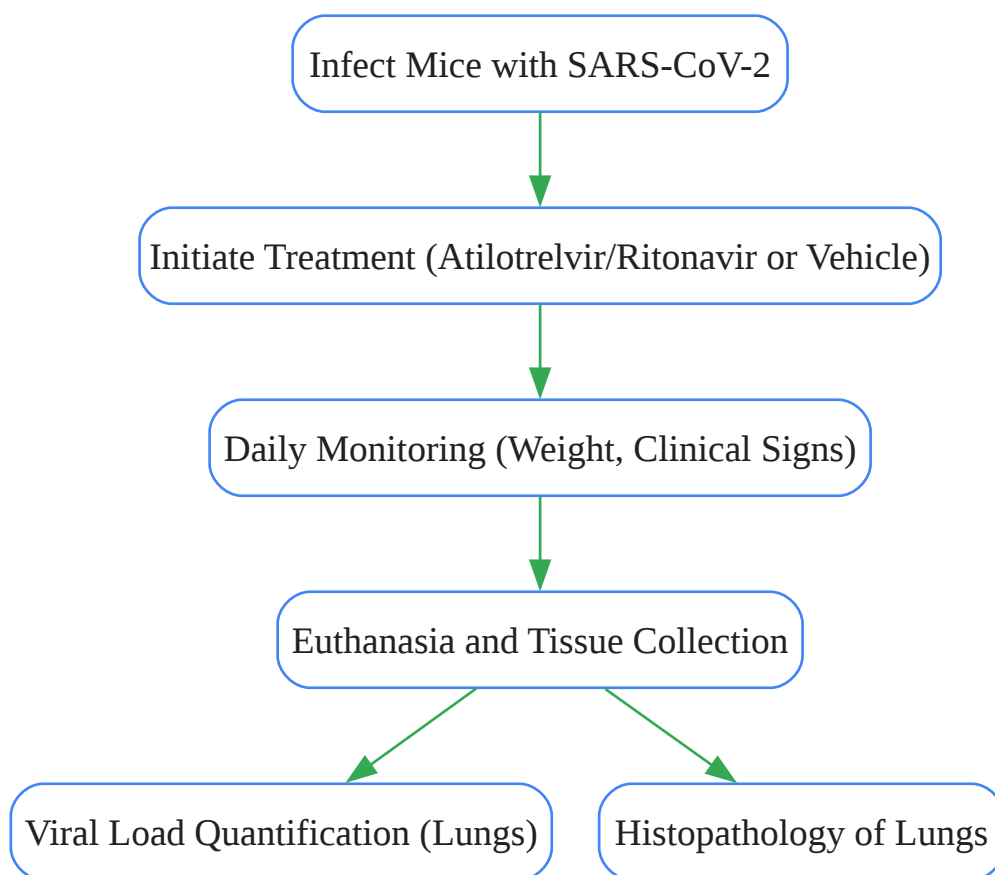 Infect Mice with SARS-CoV-2
Initiate Treatment (Atilotrelvir/Ritonavir or Vehicle)
Daily Monitoring (Weight, Clinical Signs)
Euthanasia and Tissue Collection
Viral Load Quantification (Lungs)
Histopathology of Lungs